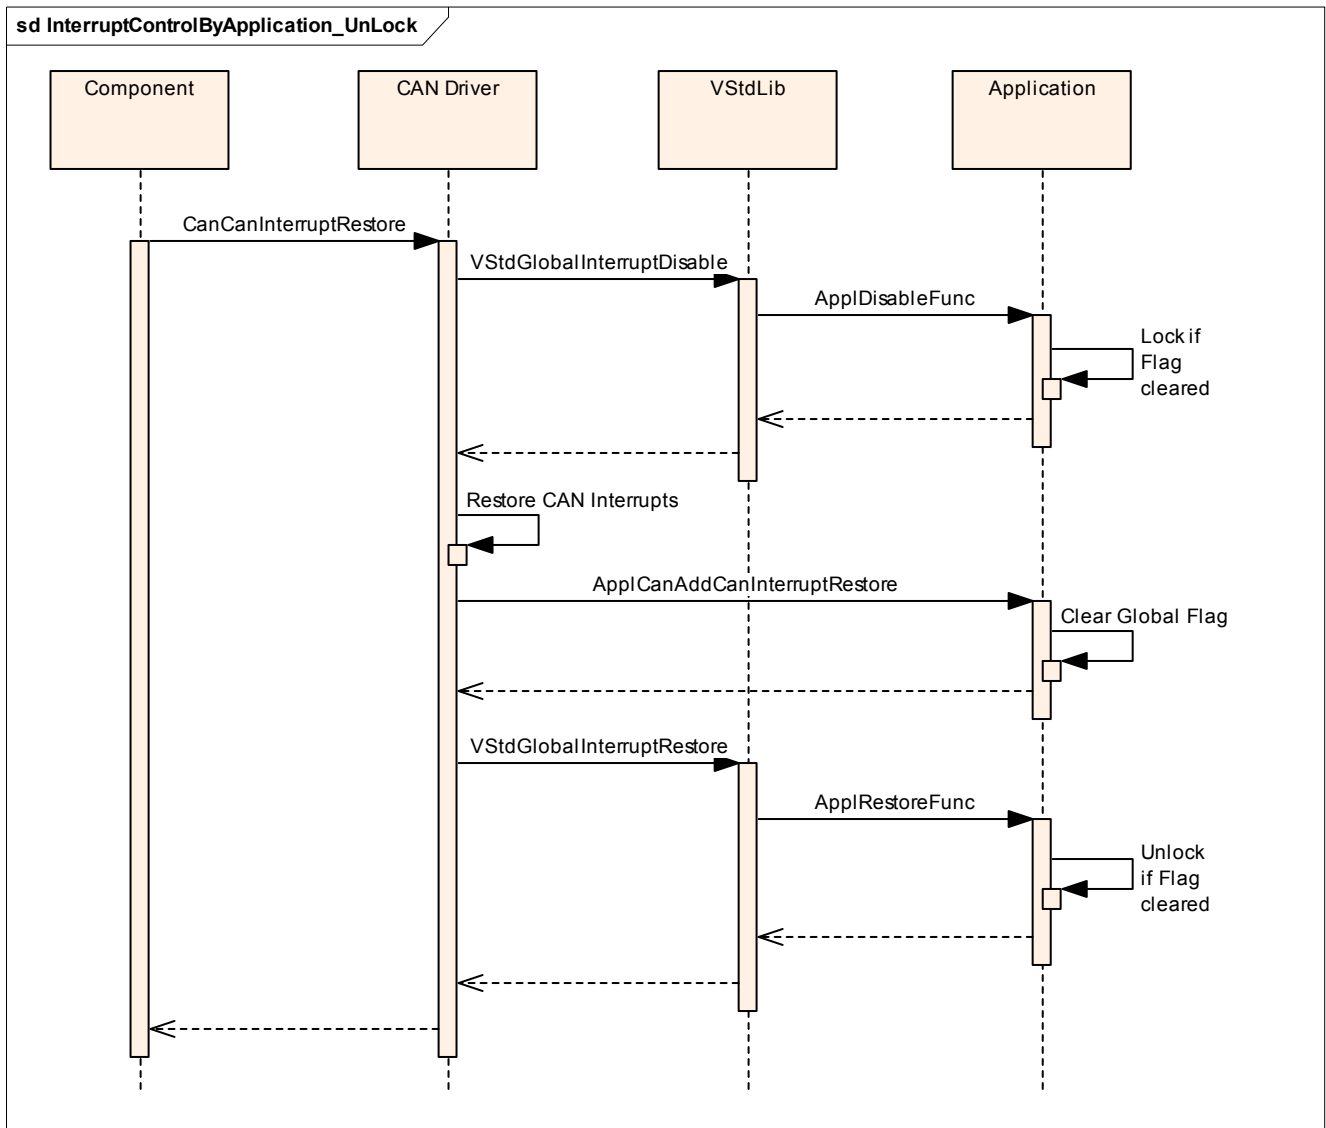 sd InterruptControlByApplication_UnLock
Component
CAN Driver
VStdLib
Application
CanCanInterruptRestore
VStdGlobalInterruptDisable
ApplDisableFunc
Lock if
Flag
cleared
Restore CAN Interrupts
ApplCanAddCanInterruptRestore
Clear Global Flag
VStdGlobalInterruptRestore
ApplRestoreFunc
Unlock
if Flag
cleared